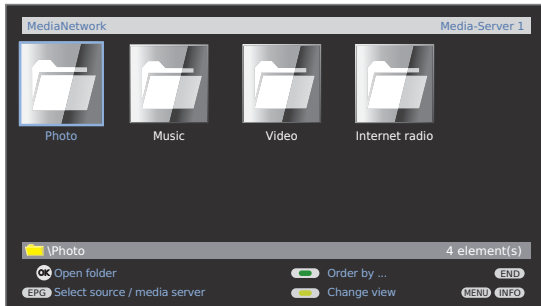 MediaNetwork Media-Server 1
Photo Music Video Internet radio
\Photo 4 element(s)
OK Open folder Order by ... END
EPG Select source / media server Change view MENU INFO